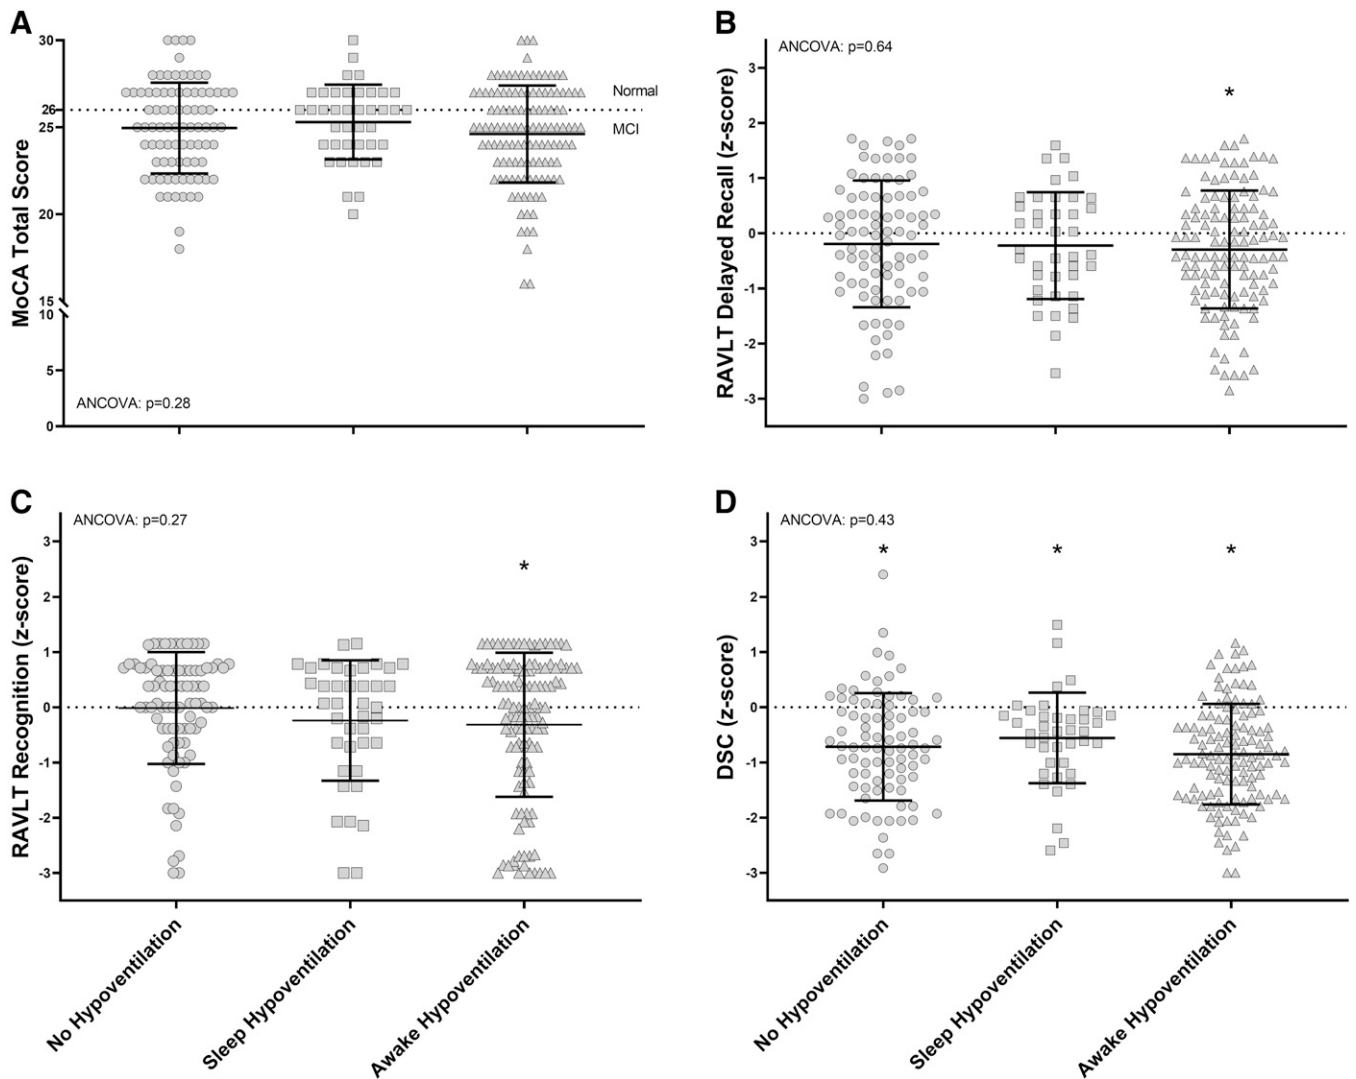 A
MoCA Total Score
30
26
25
20
15
10
5
0
Normal
MCI
ANCOVA: p=0.28
B
RAVLT Delayed Recall (z-score)
ANCOVA: p=0.64
3
2
1
0
-1
-2
-3
*
C
RAVLT Recognition (z-score)
ANCOVA: p=0.27
3
2
1
0
-1
-2
-3
*
No Hypoventilation
Sleep Hypoventilation
Awake Hypoventilation
D
DSC (z-score)
ANCOVA: p=0.43
3
2
1
0
-1
-2
-3
* * *
No Hypoventilation
Sleep Hypoventilation
Awake Hypoventilation